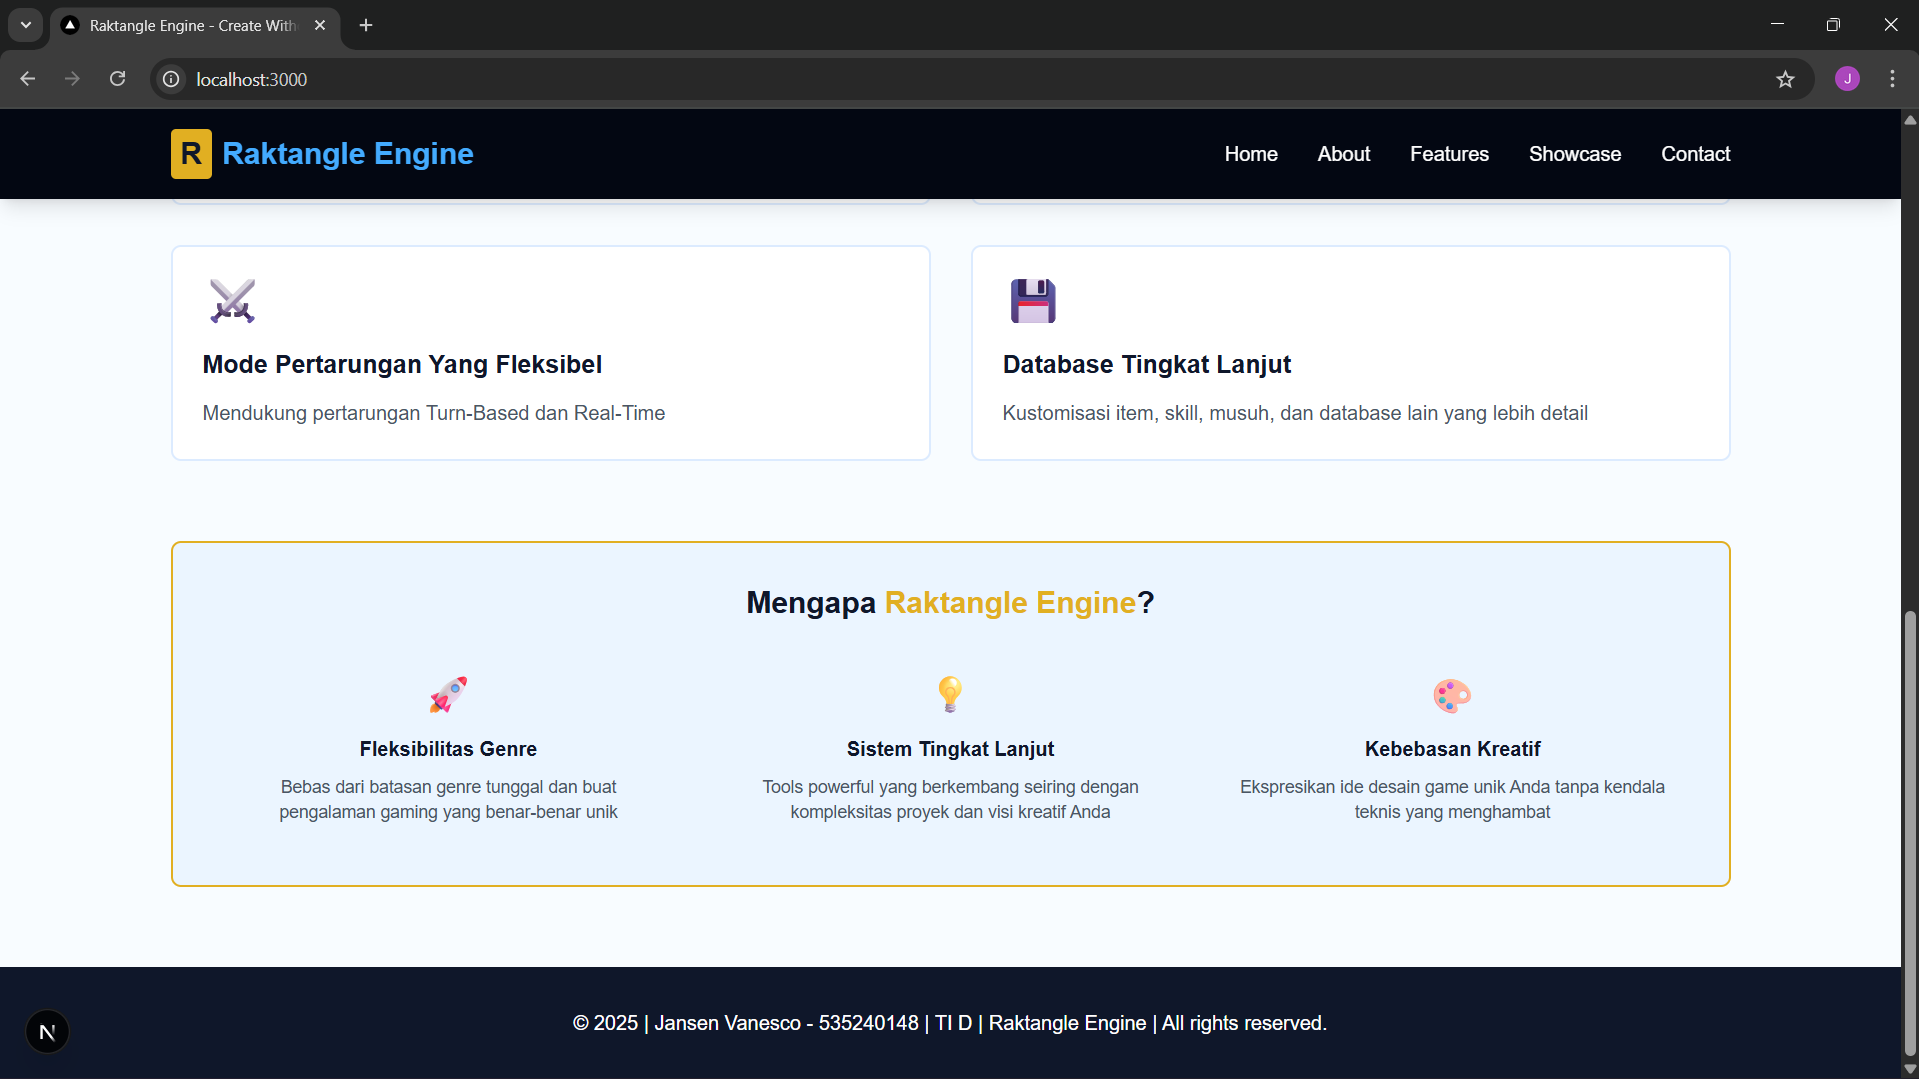 Raktangle Engine - Create With
localhost:3000
J
R Raktangle Engine
Home About Features Showcase Contact
Mode Pertarungan Yang Fleksibel
Mendukung pertarungan Turn-Based dan Real-Time
Database Tingkat Lanjut
Kustomisasi item, skill, musuh, dan database lain yang lebih detail
Mengapa Raktangle Engine?
Fleksibilitas Genre
Bebas dari batasan genre tunggal dan buat
pengalaman gaming yang benar-benar unik
Sistem Tingkat Lanjut
Tools powerful yang berkembang seiring dengan
kompleksitas proyek dan visi kreatif Anda
Kebebasan Kreatif
Ekspresikan ide desain game unik Anda tanpa kendala
teknis yang menghambat
N
© 2025 | Jansen Vanesco - 535240148 | TI D | Raktangle Engine | All rights reserved.